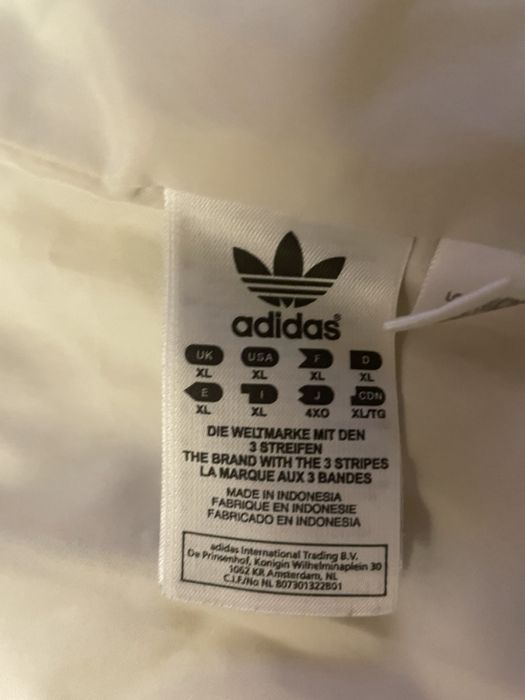 adidas®
UK USA F D
XL XL XL XL
E I J CDN
XL XL 4XO XL/TG
DIE WELTMARKE MIT DEN
3 STREIFEN
THE BRAND WITH THE 3 STRIPES
LA MARQUE AUX 3 BANDES
MADE IN INDONESIA
FABRIQUE EN INDONESIE
FABRICADO EN INDONESIA
adidas International Trading B.V.
De Prinsenhof, Konigin Wilhelminaplein 30
1062 KR Amsterdam, NL
C.I.F/No NL 807301322B01